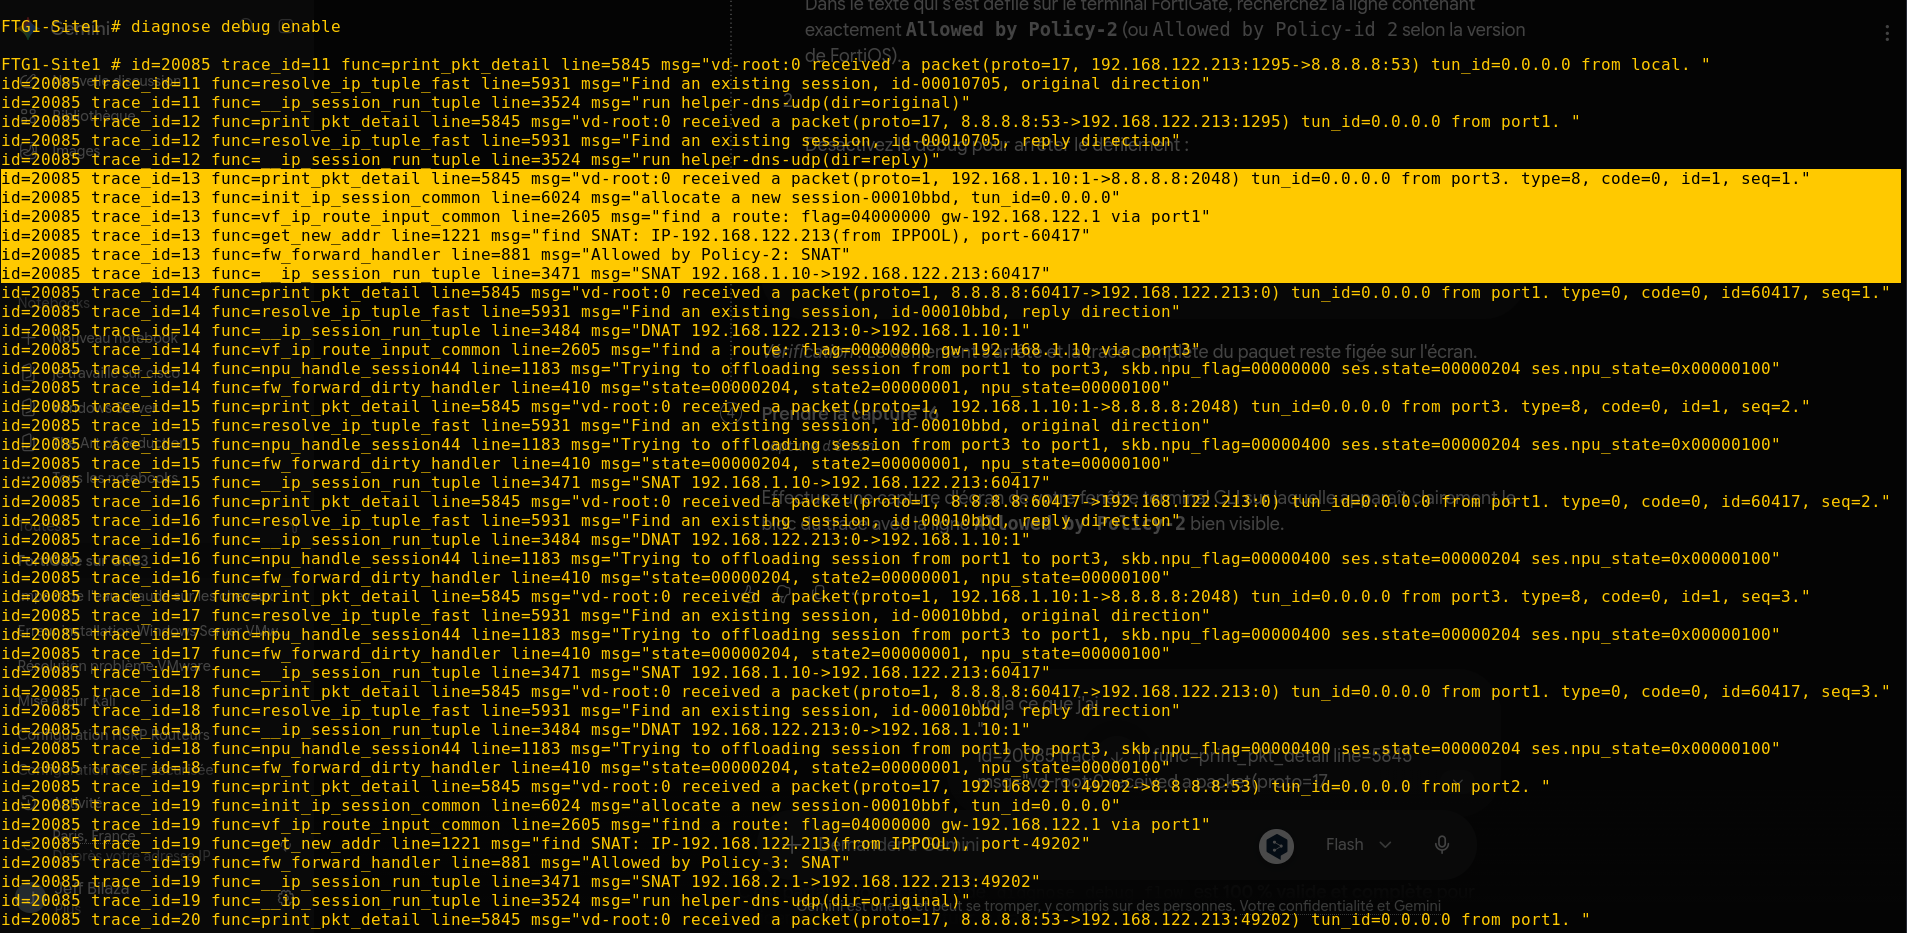 FTG1-Site1 # diagnose debug enable
FTG1-Site1 # id=20085 trace_id=11 func=print_pkt_detail line=5845 msg="vd-root:0 received a packet(proto=17, 192.168.122.213:1295->8.8.8.8:53) tun_id=0.0.0.0 from local. "
id=20085 trace_id=11 func=resolve_ip_tuple_fast line=5931 msg="Find an existing session, id-00010705, original direction"
id=20085 trace_id=11 func=__ip_session_run_tuple line=3524 msg="run helper-dns-udp(dir=original)"
id=20085 trace_id=12 func=print_pkt_detail line=5845 msg="vd-root:0 received a packet(proto=17, 8.8.8.8:53->192.168.122.213:1295) tun_id=0.0.0.0 from port1. "
id=20085 trace_id=12 func=resolve_ip_tuple_fast line=5931 msg="Find an existing session, id-00010705, reply direction"
id=20085 trace_id=12 func=__ip_session_run_tuple line=3524 msg="run helper-dns-udp(dir=reply)"
id=20085 trace_id=13 func=print_pkt_detail line=5845 msg="vd-root:0 received a packet(proto=1, 192.168.1.10:1->8.8.8.8:2048) tun_id=0.0.0.0 from port3. type=8, code=0, id=1, seq=1."
id=20085 trace_id=13 func=init_ip_session_common line=6024 msg="allocate a new session-00010bbd, tun_id=0.0.0.0"
id=20085 trace_id=13 func=vf_ip_route_input_common line=2605 msg="find a route: flag=04000000 gw-192.168.122.1 via port1"
id=20085 trace_id=13 func=get_new_addr line=1221 msg="find SNAT: IP-192.168.122.213(from IPPOOL), port-60417"
id=20085 trace_id=13 func=fw_forward_handler line=881 msg="Allowed by Policy-2: SNAT"
id=20085 trace_id=13 func=__ip_session_run_tuple line=3471 msg="SNAT 192.168.1.10->192.168.122.213:60417"
id=20085 trace_id=14 func=print_pkt_detail line=5845 msg="vd-root:0 received a packet(proto=1, 8.8.8.8:60417->192.168.122.213:0) tun_id=0.0.0.0 from port1. type=0, code=0, id=60417, seq=1."
id=20085 trace_id=14 func=resolve_ip_tuple_fast line=5931 msg="Find an existing session, id-00010bbd, reply direction"
id=20085 trace_id=14 func=__ip_session_run_tuple line=3484 msg="DNAT 192.168.122.213:0->192.168.1.10:1"
id=20085 trace_id=14 func=vf_ip_route_input_common line=2605 msg="find a route: flag=00000000 gw-192.168.1.10 via port3"
id=20085 trace_id=14 func=npu_handle_session44 line=1183 msg="Trying to offloading session from port1 to port3, skb.npu_flag=00000000 ses.state=00000204 ses.npu_state=0x00000100"
id=20085 trace_id=14 func=fw_forward_dirty_handler line=410 msg="state=00000204, state2=00000001, npu_state=00000100"
id=20085 trace_id=15 func=print_pkt_detail line=5845 msg="vd-root:0 received a packet(proto=1, 192.168.1.10:1->8.8.8.8:2048) tun_id=0.0.0.0 from port3. type=8, code=0, id=1, seq=2."
id=20085 trace_id=15 func=resolve_ip_tuple_fast line=5931 msg="Find an existing session, id-00010bbd, original direction"
id=20085 trace_id=15 func=npu_handle_session44 line=1183 msg="Trying to offloading session from port3 to port1, skb.npu_flag=00000400 ses.state=00000204 ses.npu_state=0x00000100"
id=20085 trace_id=15 func=fw_forward_dirty_handler line=410 msg="state=00000204, state2=00000001, npu_state=00000100"
id=20085 trace_id=15 func=__ip_session_run_tuple line=3471 msg="SNAT 192.168.1.10->192.168.122.213:60417"
id=20085 trace_id=16 func=print_pkt_detail line=5845 msg="vd-root:0 received a packet(proto=1, 8.8.8.8:60417->192.168.122.213:0) tun_id=0.0.0.0 from port1. type=0, code=0, id=60417, seq=2."
id=20085 trace_id=16 func=resolve_ip_tuple_fast line=5931 msg="Find an existing session, id-00010bbd, reply direction"
id=20085 trace_id=16 func=__ip_session_run_tuple line=3484 msg="DNAT 192.168.122.213:0->192.168.1.10:1"
id=20085 trace_id=16 func=npu_handle_session44 line=1183 msg="Trying to offloading session from port1 to port3, skb.npu_flag=00000400 ses.state=00000204 ses.npu_state=0x00000100"
id=20085 trace_id=16 func=fw_forward_dirty_handler line=410 msg="state=00000204, state2=00000001, npu_state=00000100"
id=20085 trace_id=17 func=print_pkt_detail line=5845 msg="vd-root:0 received a packet(proto=1, 192.168.1.10:1->8.8.8.8:2048) tun_id=0.0.0.0 from port3. type=8, code=0, id=1, seq=3."
id=20085 trace_id=17 func=resolve_ip_tuple_fast line=5931 msg="Find an existing session, id-00010bbd, original direction"
id=20085 trace_id=17 func=npu_handle_session44 line=1183 msg="Trying to offloading session from port3 to port1, skb.npu_flag=00000400 ses.state=00000204 ses.npu_state=0x00000100"
id=20085 trace_id=17 func=fw_forward_dirty_handler line=410 msg="state=00000204, state2=00000001, npu_state=00000100"
id=20085 trace_id=17 func=__ip_session_run_tuple line=3471 msg="SNAT 192.168.1.10->192.168.122.213:60417"
id=20085 trace_id=18 func=print_pkt_detail line=5845 msg="vd-root:0 received a packet(proto=1, 8.8.8.8:60417->192.168.122.213:0) tun_id=0.0.0.0 from port1. type=0, code=0, id=60417, seq=3."
id=20085 trace_id=18 func=resolve_ip_tuple_fast line=5931 msg="Find an existing session, id-00010bbd, reply direction"
id=20085 trace_id=18 func=__ip_session_run_tuple line=3484 msg="DNAT 192.168.122.213:0->192.168.1.10:1"
id=20085 trace_id=18 func=npu_handle_session44 line=1183 msg="Trying to offloading session from port1 to port3, skb.npu_flag=00000400 ses.state=00000204 ses.npu_state=0x00000100"
id=20085 trace_id=18 func=fw_forward_dirty_handler line=410 msg="state=00000204, state2=00000001, npu_state=00000100"
id=20085 trace_id=19 func=print_pkt_detail line=5845 msg="vd-root:0 received a packet(proto=17, 192.168.2.1:49202->8.8.8.8:53) tun_id=0.0.0.0 from port2. "
id=20085 trace_id=19 func=init_ip_session_common line=6024 msg="allocate a new session-00010bbf, tun_id=0.0.0.0"
id=20085 trace_id=19 func=vf_ip_route_input_common line=2605 msg="find a route: flag=04000000 gw-192.168.122.1 via port1"
id=20085 trace_id=19 func=get_new_addr line=1221 msg="find SNAT: IP-192.168.122.213(from IPPOOL), port-49202"
id=20085 trace_id=19 func=fw_forward_handler line=881 msg="Allowed by Policy-3: SNAT"
id=20085 trace_id=19 func=__ip_session_run_tuple line=3471 msg="SNAT 192.168.2.1->192.168.122.213:49202"
id=20085 trace_id=19 func=__ip_session_run_tuple line=3524 msg="run helper-dns-udp(dir=original)"
id=20085 trace_id=20 func=print_pkt_detail line=5845 msg="vd-root:0 received a packet(proto=17, 8.8.8.8:53->192.168.122.213:49202) tun_id=0.0.0.0 from port1. "
Dans le texte qui s'est défilé sur le terminal FortiGate, recherchez la ligne contenant
exactement Allowed by Policy-2 (ou Allowed by Policy-id 2 selon la version
de FortiOS).
Flash